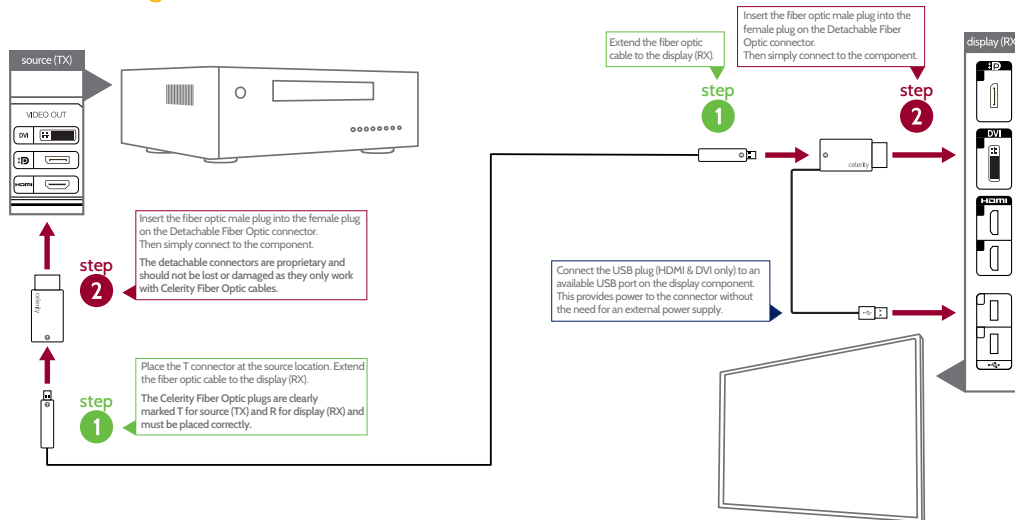 source (TX)
VIDEO OUT
DVI
HDMI
Insert the fiber optic male plug into the female plug
on the Detachable Fiber Optic connector.
Then simply connect to the component.
The detachable connectors are proprietary and
should not be lost or damaged as they only work
with Celerity Fiber Optic cables.
step
2
celerity
T
Place the T connector at the source location. Extend
the fiber optic cable to the display (RX).
The Celerity Fiber Optic plugs are clearly
marked T for source (TX) and R for display (RX) and
must be placed correctly.
step
1
Extend the fiber optic
cable to the display (RX).
step
1
Insert the fiber optic male plug into the
female plug on the Detachable Fiber
Optic connector.
Then simply connect to the component.
step
2
celerity
Connect the USB plug (HDMI & DVI only) to an
available USB port on the display component.
This provides power to the connector without
the need for an external power supply.
display (RX
DVI
HDMI